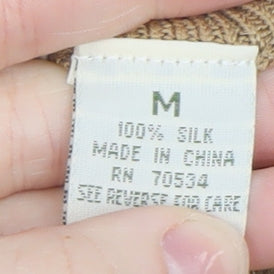 M
100% SILK
MADE IN CHINA
RN 70534
SEE REVERSE FOR CARE